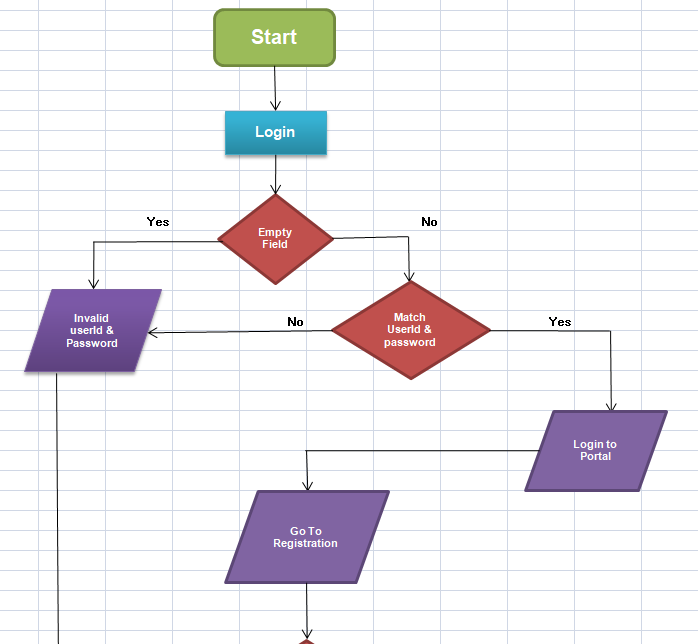 Start
Login
Empty
Field
Yes
No
Invalid
userId &
Password
No
Match
UserId &
password
Yes
Login to
Portal
Go To
Registration